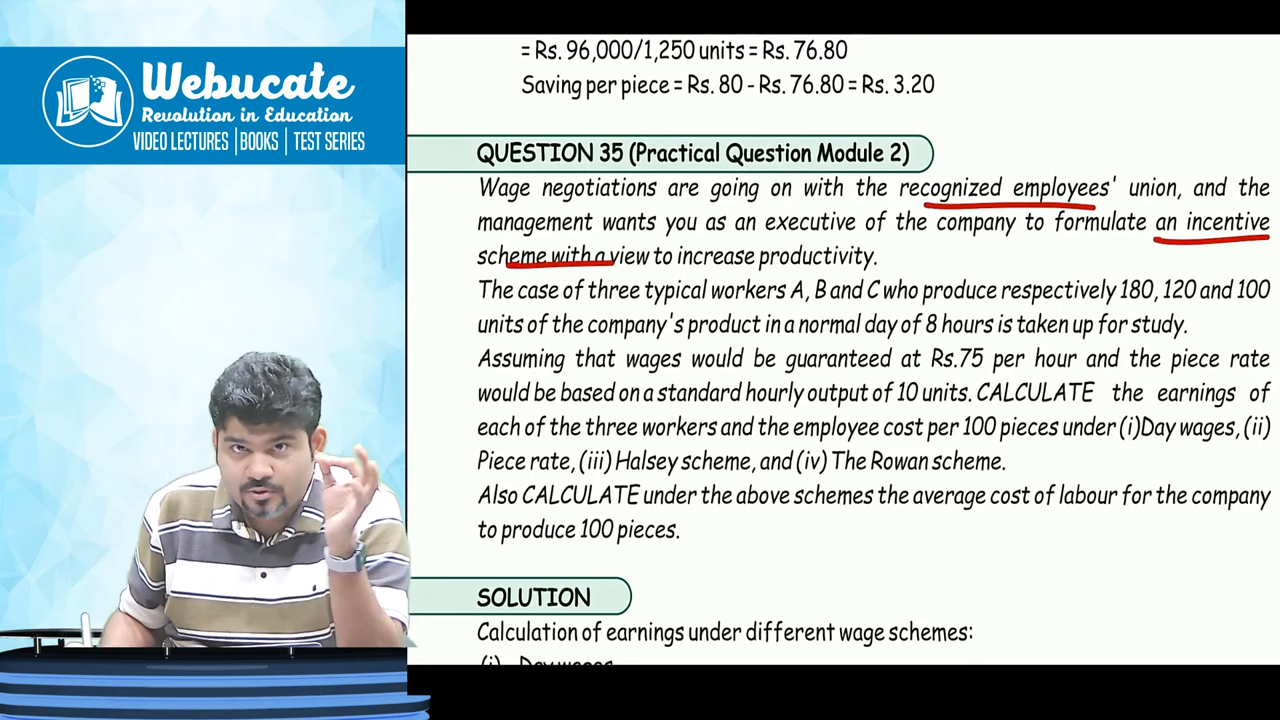 Webucate
Revolution in Education
VIDEO LECTURES | BOOKS | TEST SERIES
= Rs. 96,000/1,250 units = Rs. 76.80
Saving per piece = Rs. 80 - Rs. 76.80 = Rs. 3.20
QUESTION 35 (Practical Question Module 2)
Wage negotiations are going on with the recognized employees' union, and the
management wants you as an executive of the company to formulate an incentive
scheme with a view to increase productivity.
The case of three typical workers A, B and C who produce respectively 180, 120 and 100
units of the company's product in a normal day of 8 hours is taken up for study.
Assuming that wages would be guaranteed at Rs.75 per hour and the piece rate
would be based on a standard hourly output of 10 units. CALCULATE the earnings of
each of the three workers and the employee cost per 100 pieces under (i)Day wages, (ii)
Piece rate, (iii) Halsey scheme, and (iv) The Rowan scheme.
Also CALCULATE under the above schemes the average cost of labour for the company
to produce 100 pieces.
SOLUTION
Calculation of earnings under different wage schemes:
(i) Day wages